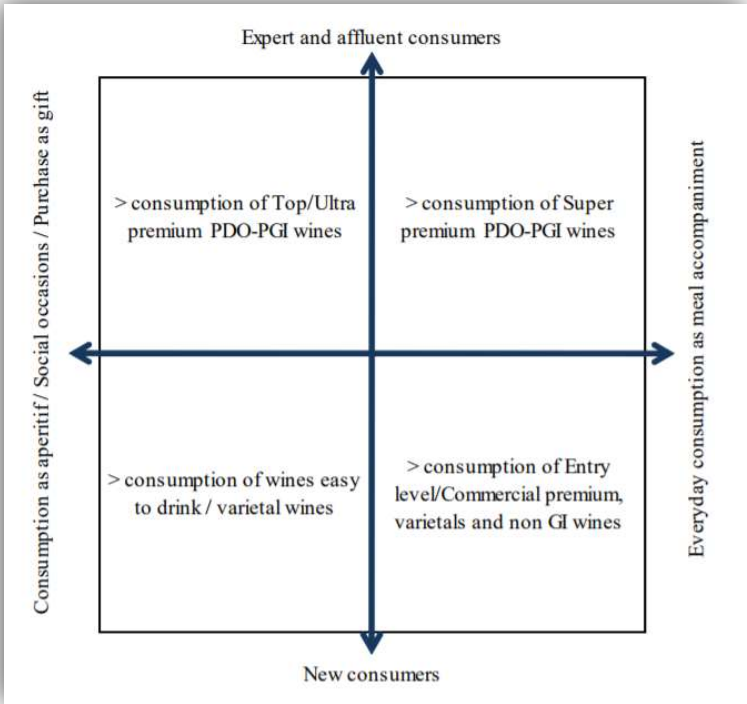 Expert and affluent consumers
Consumption as aperitif / Social occasions / Purchase as gift
> consumption of Top/Ultra
premium PDO-PGI wines
> consumption of Super
premium PDO-PGI wines
Everyday consumption as meal accompaniment
> consumption of wines easy
to drink / varietal wines
> consumption of Entry
level/Commercial premium,
varietals and non GI wines
New consumers